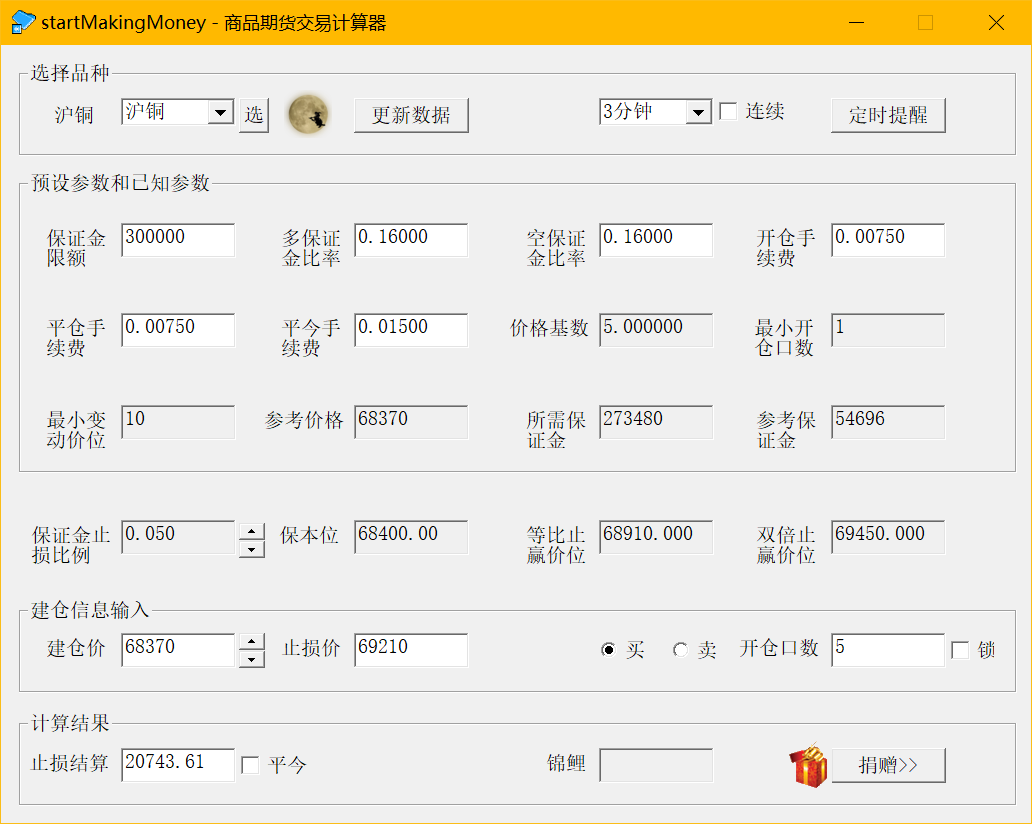 startMakingMoney - 商品期货交易计算器
选择品种
沪铜 沪铜 选 更新数据 3分钟 连续 定时提醒
预设参数和已知参数
保证金限额 300000 多保证金比率 0.16000 空保证金比率 0.16000 开仓手续费 0.00750
平仓手续费 0.00750 平今手续费 0.01500 价格基数 5.000000 最小开仓口数 1
最小变动价位 10 参考价格 68370 所需保证金 273480 参考保证金 54696
保证金止损比例 0.050 保本位 68400.00 等比止赢价位 68910.000 双倍止赢价位 69450.000
建仓信息输入
建仓价 68370 止损价 69210 买 卖 开仓口数 5 锁
计算结果
止损结算 20743.61 平今 锦鲤 捐赠>>